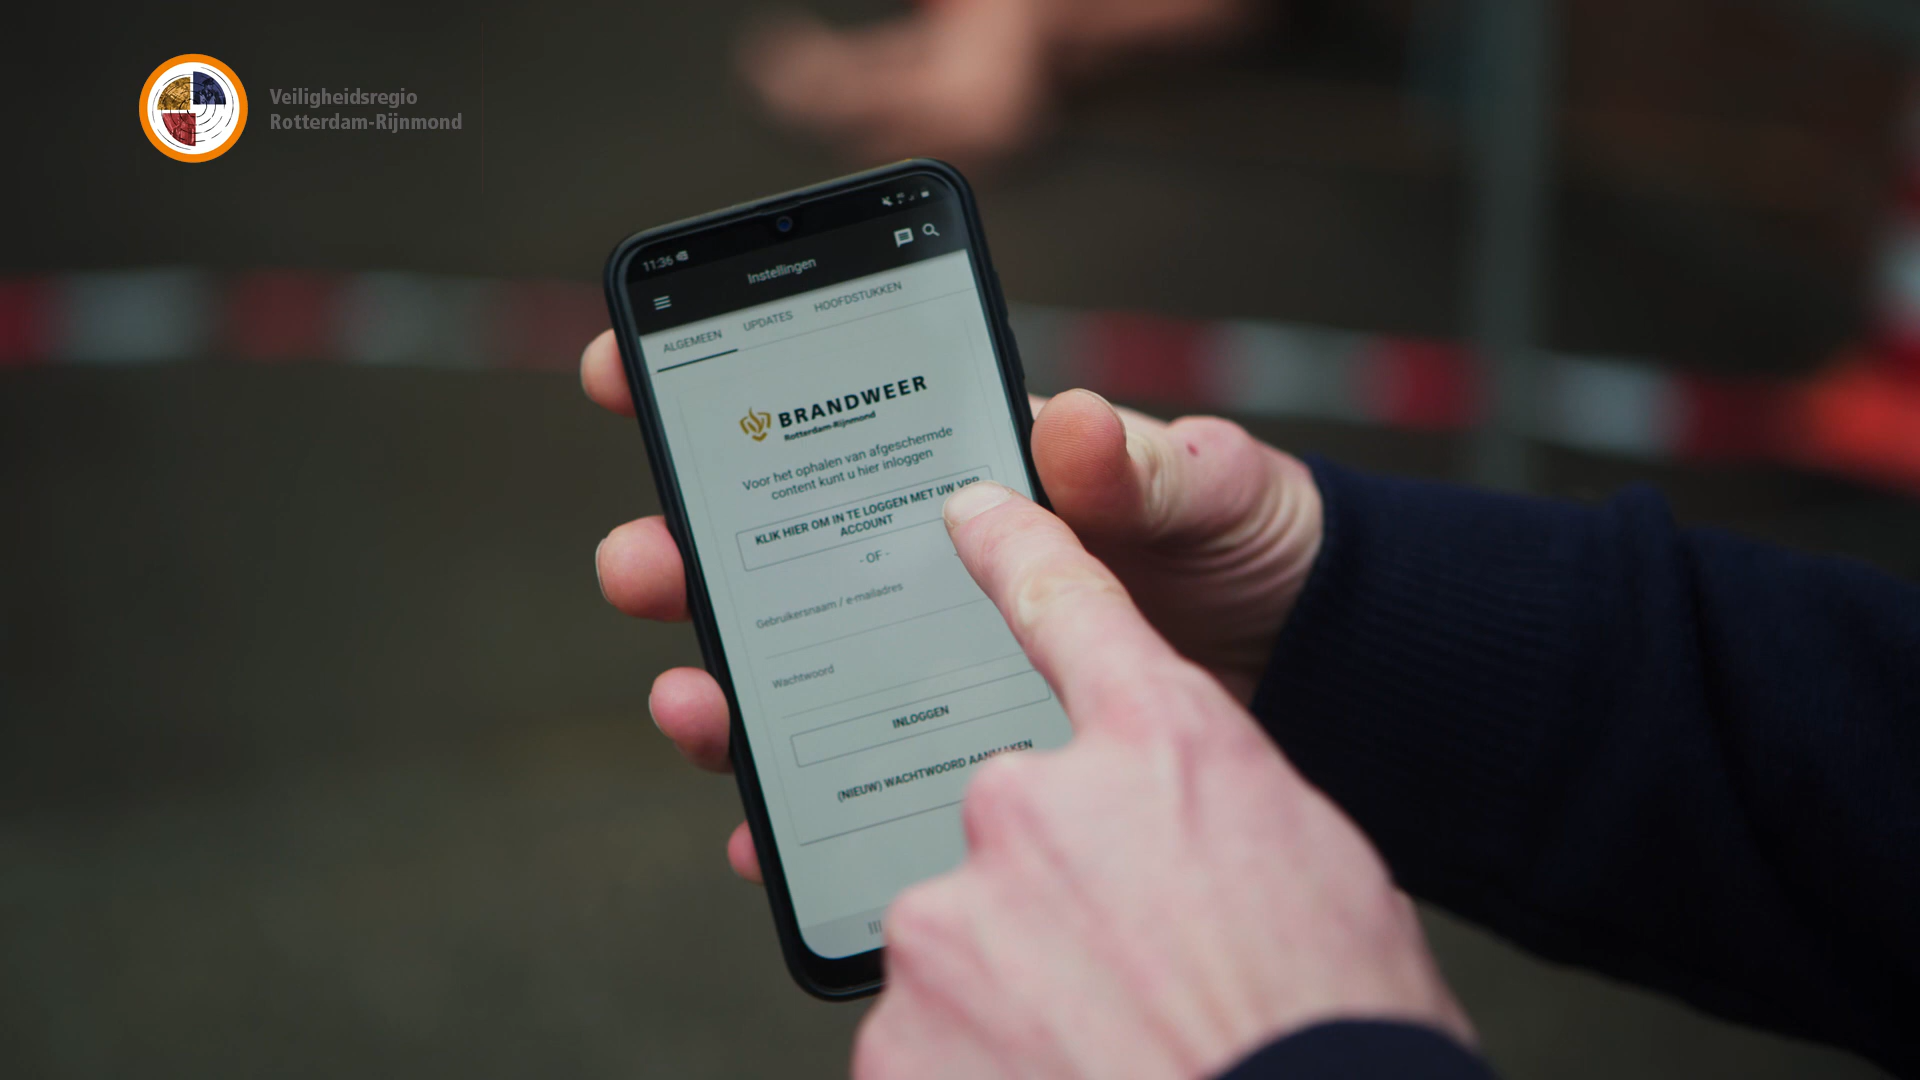 Veiligheidsregio
Rotterdam-Rijnmond
11:36
Instellingen
ALGEMEEN UPDATES HOOFDSTUKKEN
BRANDWEER
Rotterdam-Rijnmond
Voor het ophalen van afgeschermde
content kunt u hier inloggen
KLIK HIER OM IN TE LOGGEN MET UW
ACCOUNT
- OF -
Gebruikersnaam / e-mailadres
Wachtwoord
INLOGGEN
(NIEUW) WACHTWOORD AANMAKEN